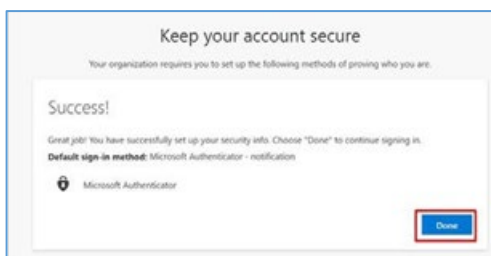 Keep your account secure
Your organization requires you to set up the following methods of proving who you are.
Success!
Great job! You have successfully set up your security info. Choose "Done" to continue signing in.
Default sign-in method: Microsoft Authenticator - notification
Microsoft Authenticator
Done